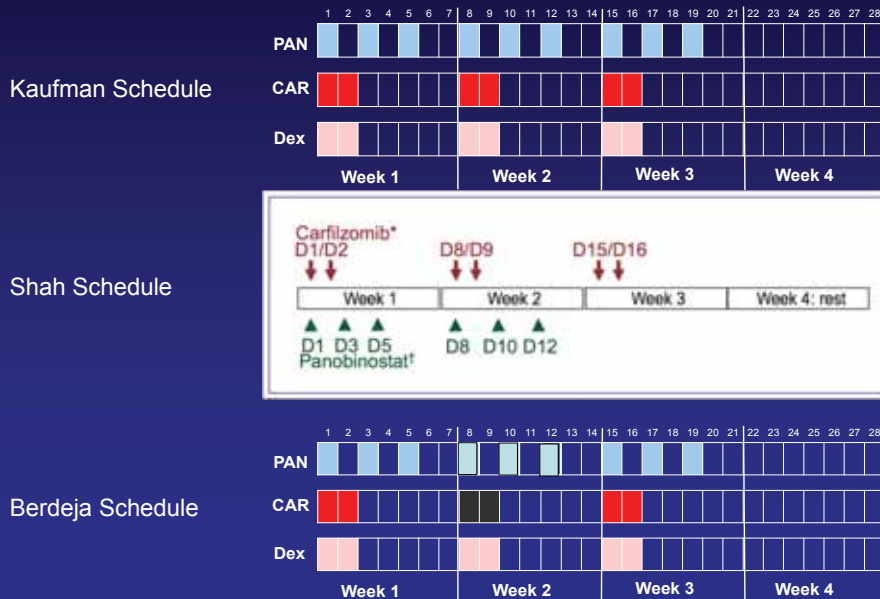 1 2 3 4 5 6 7 8 9 10 11 12 13 14 15 16 17 18 19 20 21 22 23 24 25 26 27 28
PAN
Kaufman Schedule
CAR
Dex
Week 1 Week 2 Week 3 Week 4
Carfilzomib*
D1/D2 D8/D9 D15/D16
Shah Schedule
Week 1 Week 2 Week 3 Week 4: rest
D1 D3 D5 D8 D10 D12
Panobinostat†
1 2 3 4 5 6 7 8 9 10 11 12 13 14 15 16 17 18 19 20 21 22 23 24 25 26 27 28
PAN
Berdeja Schedule
CAR
Dex
Week 1 Week 2 Week 3 Week 4